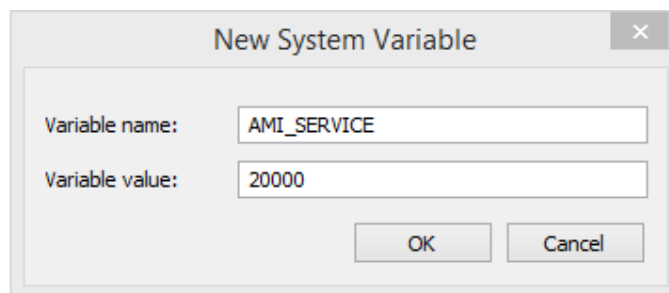 New System Variable
Variable name: AMI_SERVICE
Variable value: 20000
OK Cancel